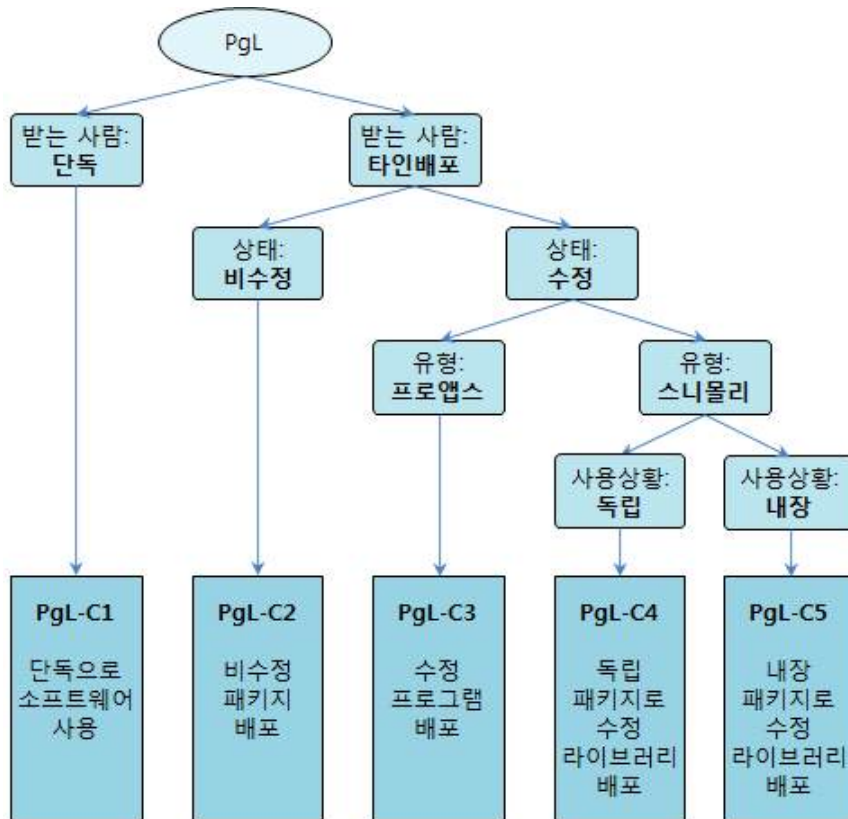 PgL
받는 사람:
단독
받는 사람:
타인배포
상태:
비수정
상태:
수정
유형:
프로앱스
유형:
스니몰리
사용상황:
독립
사용상황:
내장
PgL-C1
단독으로
소프트웨어
사용
PgL-C2
비수정
패키지
배포
PgL-C3
수정
프로그램
배포
PgL-C4
독립
패키지로
수정
라이브러리
배포
PgL-C5
내장
패키지로
수정
라이브러리
배포